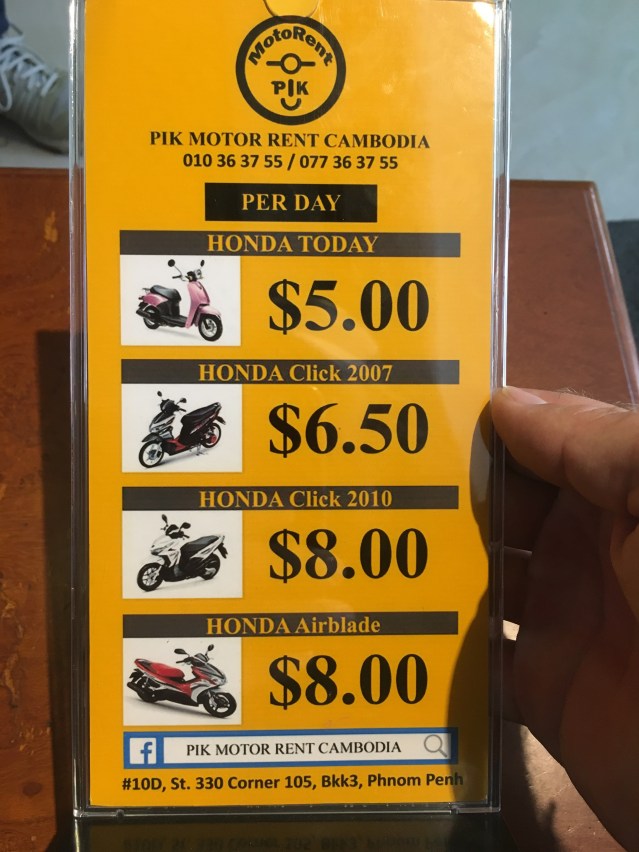 MotoRent
PIK
PIK MOTOR RENT CAMBODIA
010 36 37 55 / 077 36 37 55
PER DAY
HONDA TODAY
$5.00
HONDA Click 2007
$6.50
HONDA Click 2010
$8.00
HONDA Airblade
$8.00
f PIK MOTOR RENT CAMBODIA
#10D, St. 330 Corner 105, Bkk3, Phnom Penh